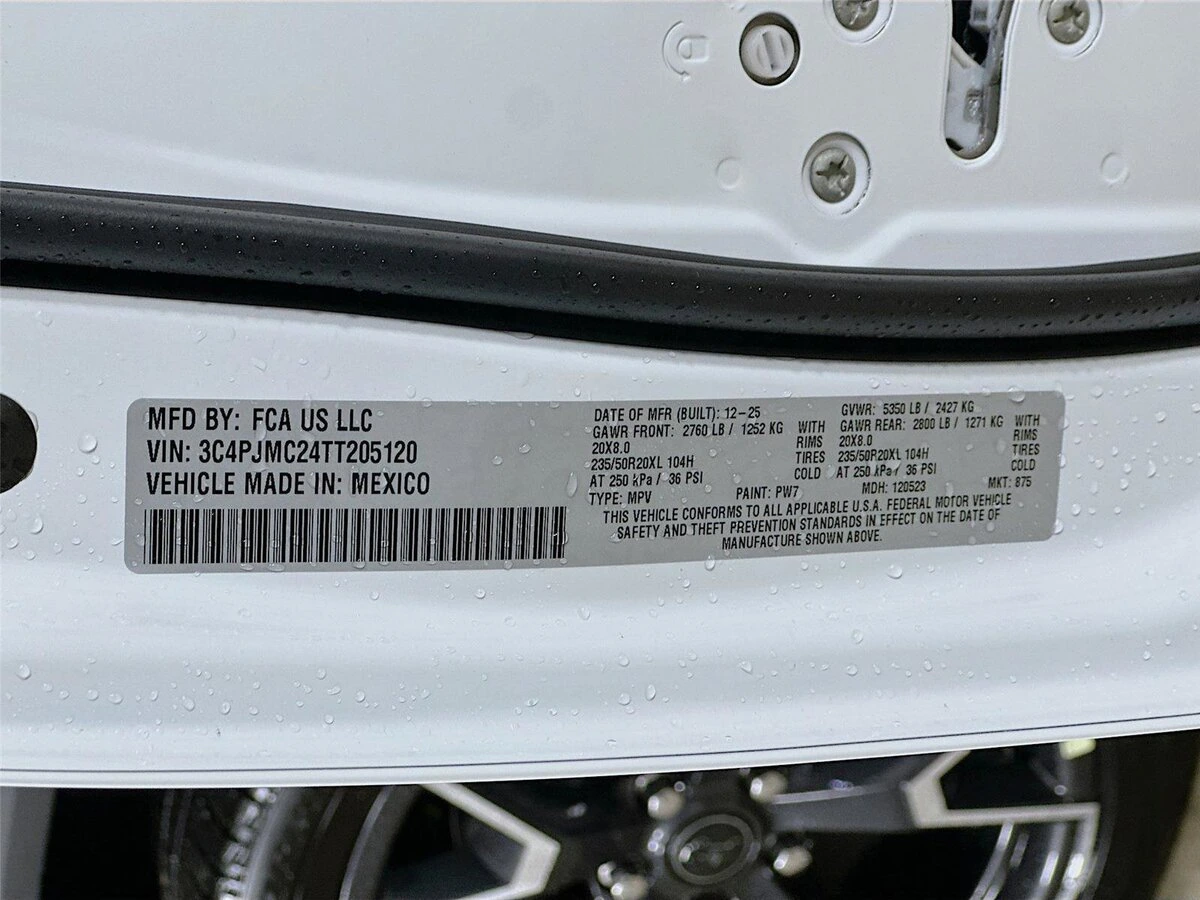 MFD BY: FCA US LLC
VIN: 3C4PJMC24TT205120
VEHICLE MADE IN: MEXICO
DATE OF MFR (BUILT): 12-25
GVWR: 5350 LB / 2427 KG
GAWR FRONT: 2760 LB / 1252 KG WITH
GAWR REAR: 2800 LB / 1271 KG WITH
20X8.0 RIMS
20X8.0 RIMS
235/50R20XL 104H TIRES
235/50R20XL 104H TIRES
AT 250 kPa / 36 PSI COLD
AT 250 kPa / 36 PSI COLD
TYPE: MPV PAINT: PW7 MDH: 120523 MKT: 875
THIS VEHICLE CONFORMS TO ALL APPLICABLE U.S.A. FEDERAL MOTOR VEHICLE
SAFETY AND THEFT PREVENTION STANDARDS IN EFFECT ON THE DATE OF
MANUFACTURE SHOWN ABOVE.